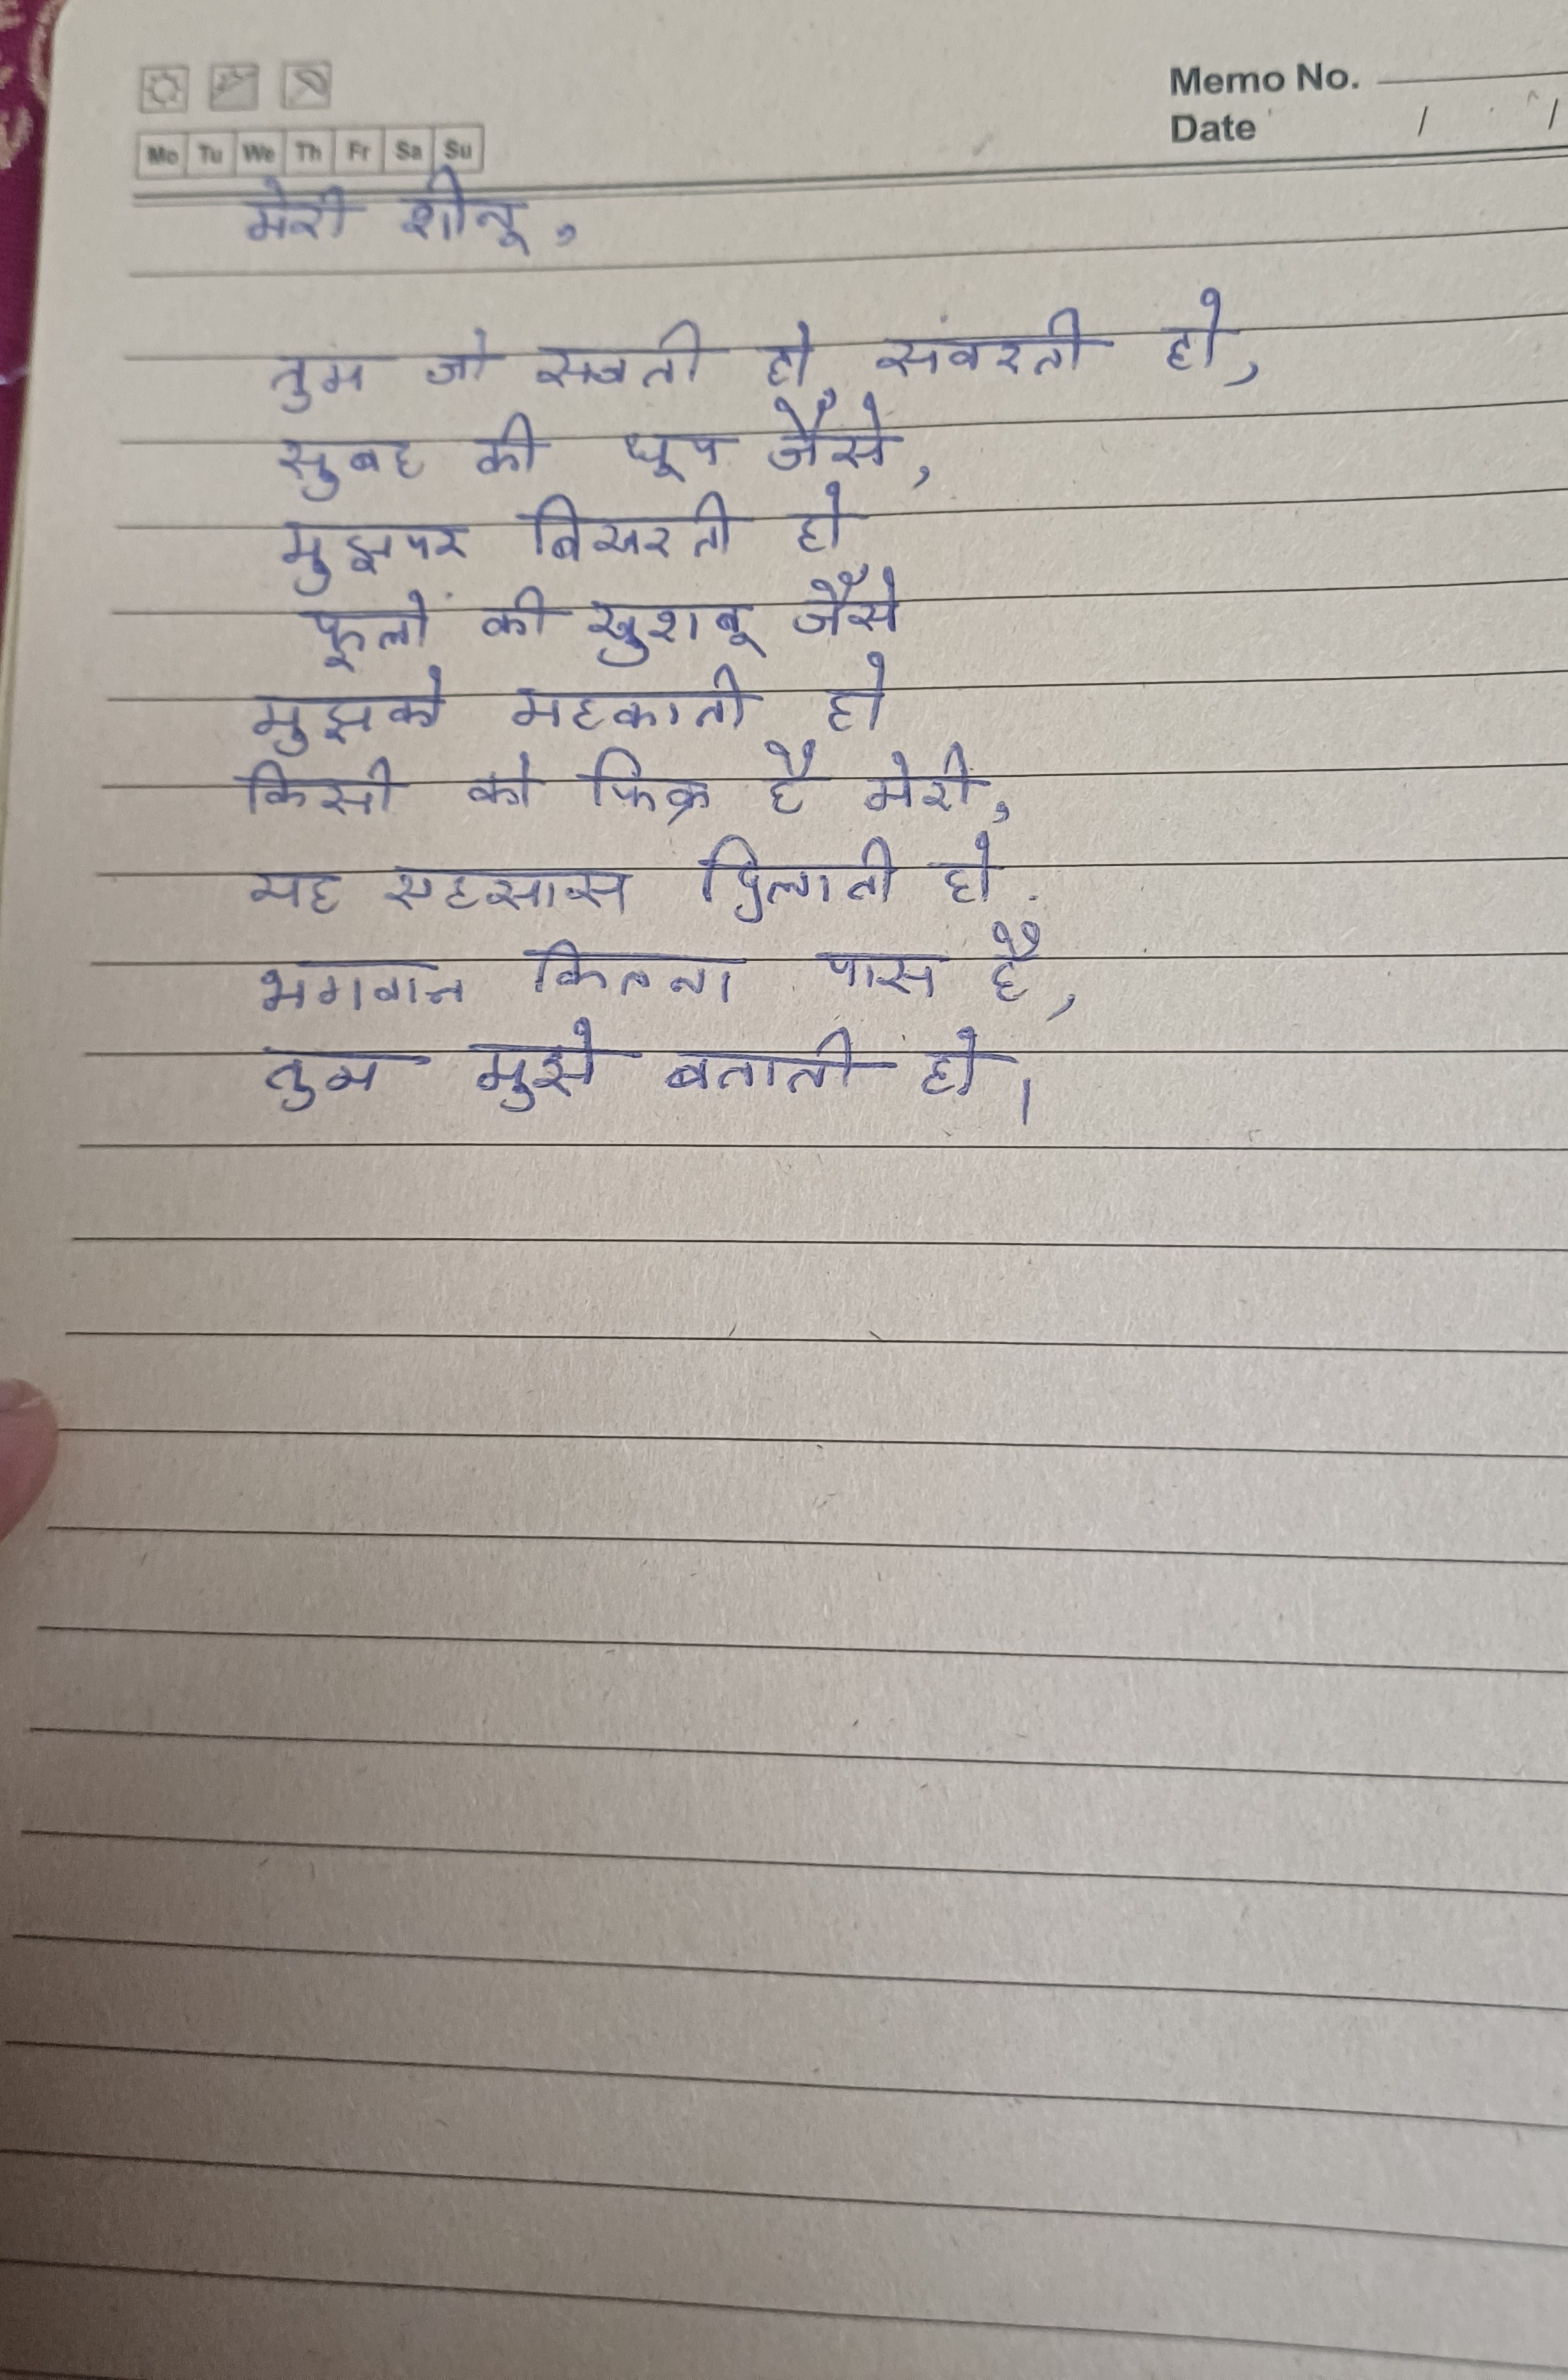 Memo No.
Date / /
Mo Tu We Th Fr Sa Su
मेरी शीनू,
तुम जो सजती हो, संवरती हो,
सुबह की धूप जैसे,
मुझपर बिखरती हो
फूलों की खुशबू जैसे
मुझको महकाती हो
किसी को फिक्र है मेरी,
यह एहसास दिलाती हो.
भगवान कितना पास है,
तुम मुझे बताती हो।